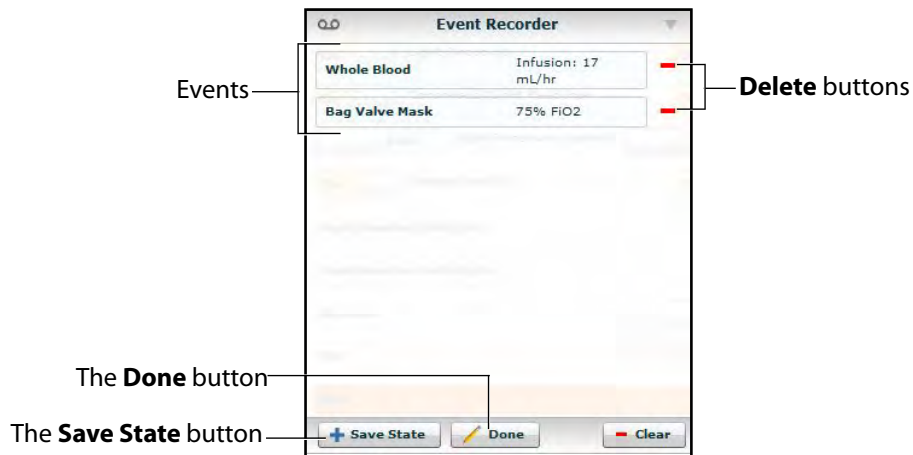 Event Recorder
Whole Blood
Infusion: 17
mL/hr
Events
Delete buttons
Bag Valve Mask
75% FiO2
The Done button
The Save State button
Save State
Done
Clear